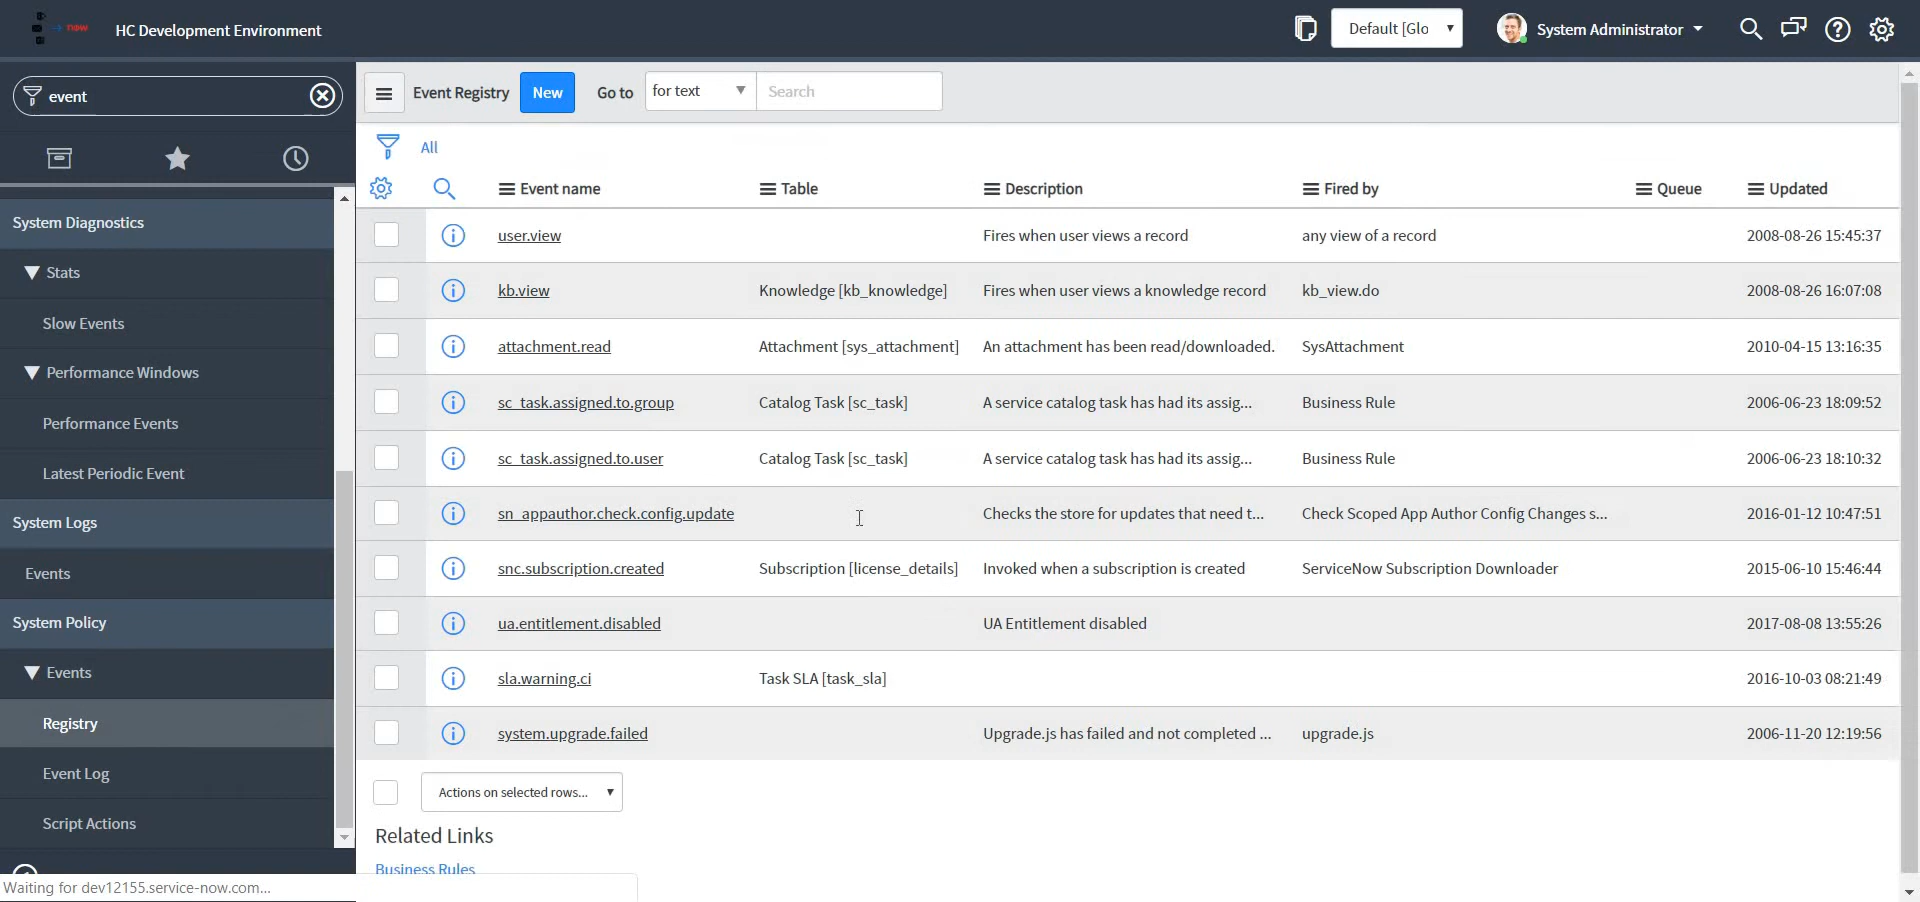 now HC Development Environment Default [Glo System Administrator
event
Event Registry New Go to for text Search
All
Event name Table Description Fired by Queue Updated
System Diagnostics
Stats
Slow Events
Performance Windows
Performance Events
Latest Periodic Event
System Logs
Events
System Policy
Events
Registry
Event Log
Script Actions
user.view Fires when user views a record any view of a record 2008-08-26 15:45:37
kb.view Knowledge [kb_knowledge] Fires when user views a knowledge record kb_view.do 2008-08-26 16:07:08
attachment.read Attachment [sys_attachment] An attachment has been read/downloaded. SysAttachment 2010-04-15 13:16:35
sc_task.assigned.to.group Catalog Task [sc_task] A service catalog task has had its assig... Business Rule 2006-06-23 18:09:52
sc_task.assigned.to.user Catalog Task [sc_task] A service catalog task has had its assig... Business Rule 2006-06-23 18:10:32
sn_appauthor.check.config.update Checks the store for updates that need t... Check Scoped App Author Config Changes s... 2016-01-12 10:47:51
snc.subscription.created Subscription [license_details] Invoked when a subscription is created ServiceNow Subscription Downloader 2015-06-10 15:46:44
ua.entitlement.disabled UA Entitlement disabled 2017-08-08 13:55:26
sla.warning.ci Task SLA [task_sla] 2016-10-03 08:21:49
system.upgrade.failed Upgrade.js has failed and not completed ... upgrade.js 2006-11-20 12:19:56
Actions on selected rows...
Related Links
Business Rules
Waiting for dev12155.service-now.com...